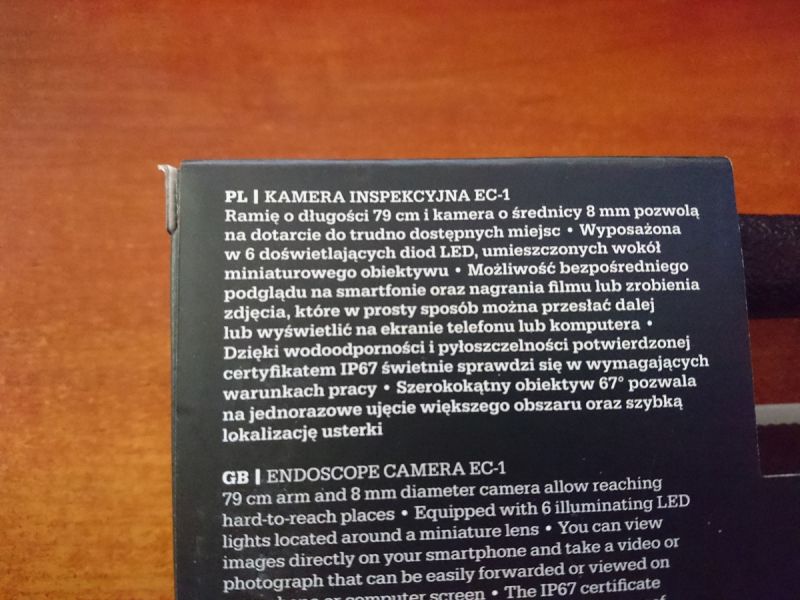 PL | KAMERA INSPEKCYJNA EC-1
Ramię o długości 79 cm i kamera o średnicy 8 mm pozwolą
na dotarcie do trudno dostępnych miejsc • Wyposażona
w 6 doświetlających diod LED, umieszczonych wokół
miniaturowego obiektywu • Możliwość bezpośredniego
podglądu na smartfonie oraz nagrania filmu lub zrobienia
zdjęcia, które w prosty sposób można przesłać dalej
lub wyświetlić na ekranie telefonu lub komputera •
Dzięki wodoodporności i pyłoszczelności potwierdzonej
certyfikatem IP67 świetnie sprawdzi się w wymagających
warunkach pracy • Szerokokątny obiektyw 67° pozwala
na jednorazowe ujęcie większego obszaru oraz szybką
lokalizację usterki
GB | ENDOSCOPE CAMERA EC-1
79 cm arm and 8 mm diameter camera allow reaching
hard-to-reach places • Equipped with 6 illuminating LED
lights located around a miniature lens • You can view
images directly on your smartphone and take a video or
photograph that can be easily forwarded or viewed on
or computer screen • The IP67 certificate